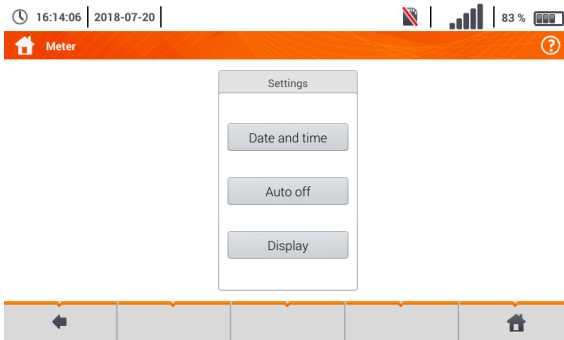 16:14:06 2018-07-20 83 %
Meter ?
Settings
Date and time
Auto off
Display